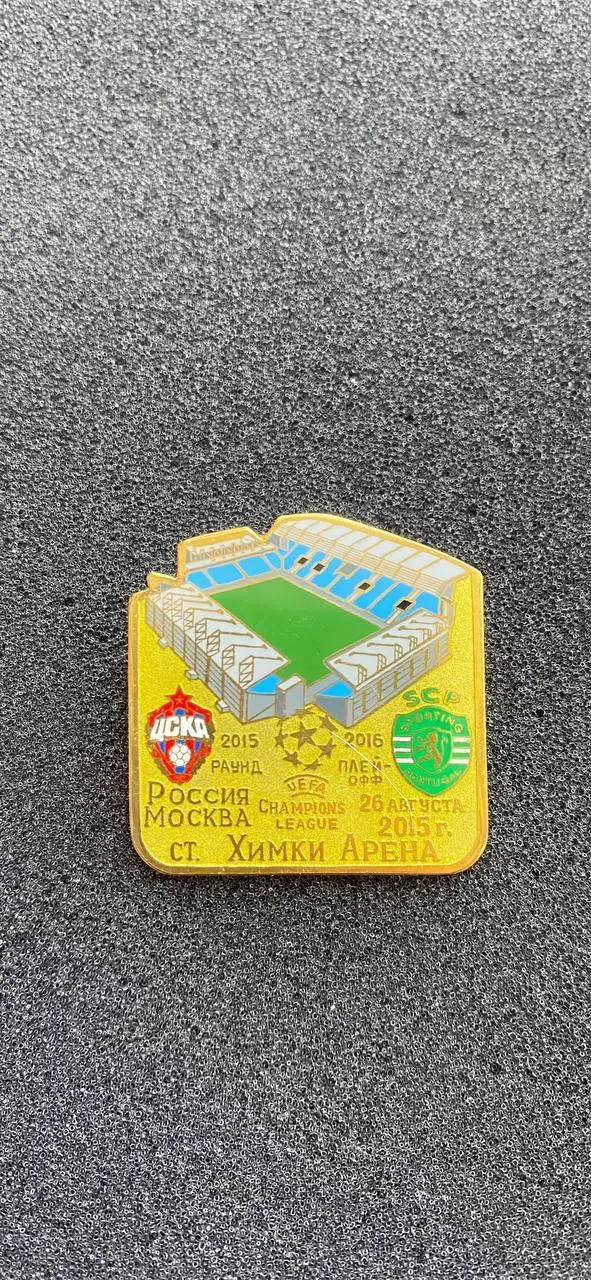 SCP
ЦСКА
SPORTING
PORTUGAL
2015 2016
РАУНД ПЛЕЙ-
ОФФ
РОССИЯ
МОСКВА
UEFA
CHAMPIONS
LEAGUE
26 АВГУСТА
2015 г.
СТ. ХИМКИ АРЕНА